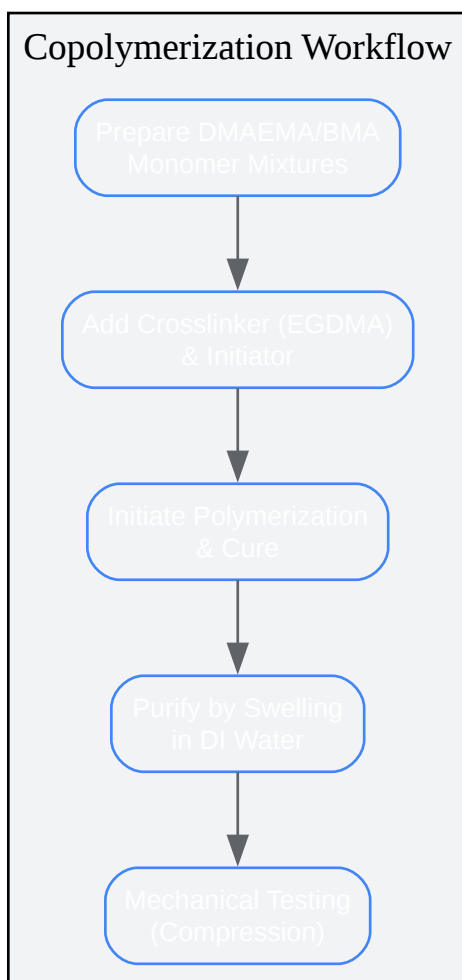 Copolymerization Workflow
Prepare DMAEMA/BMA
Monomer Mixtures
Add Crosslinker (EGDMA)
& Initiator
Initiate Polymerization
& Cure
Purify by Swelling
in DI Water
Mechanical Testing
(Compression)